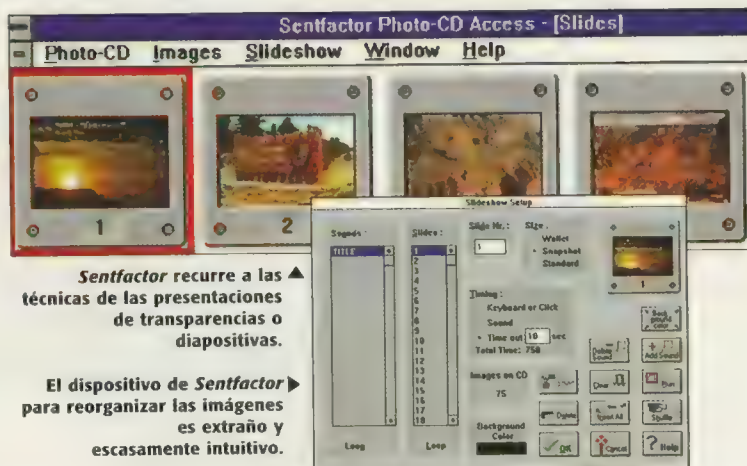 Sentfactor Photo-CD Access - [Slides]
Photo-CD Images Slideshow Window Help
1
2
Sentfactor recurre a las ▲
técnicas de las presentaciones
de transparencias o
diapositivas.
El dispositivo de Sentfactor ▶
para reorganizar las imágenes
es extraño y
escasamente intuitivo.
Slideshow Setup
Sounds :
TITLE
Loop
Slides :
1
2
3
4
5
6
7
8
9
10
11
12
13
14
15
16
17
18
Loop
Slide Nr. :
1
Size :
Wallet
Snapshot
Standard
1
Timing :
Keyboard or Click
Sound
Time out 10 sec
Total Time: 750
Images on CD
75
Background
Color
Back
ground
color
Delete
Sound
Add Sound
Clear
Run
Delete
Insert All
Shuffle
OK
Cancel
Help